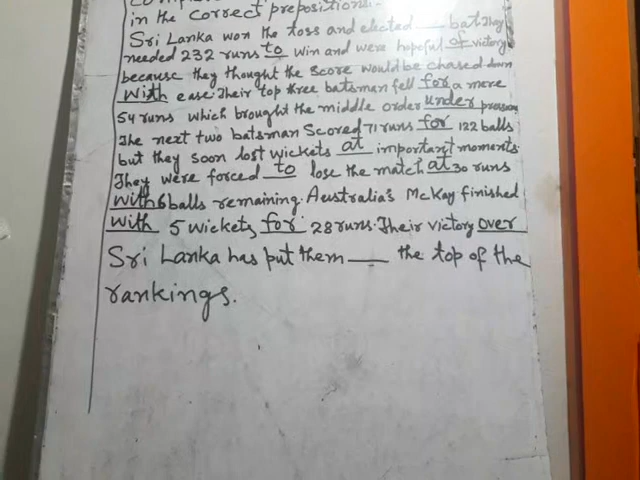 in the correct prepositions.
Sri Lanka won the toss and elected __ bat. They
needed 232 runs to win and were hopeful of victory
because they thought the score would be chased down
With ease. Their top three batsman fell for a mere
54 runs which brought the middle order under pressure
The next two batsman Scored 71 runs for 122 balls
but they soon lost wickets at important moments.
They were forced to lose the match at 30 runs
with 6 balls remaining. Australia's McKay finished
With 5 wickets for 28 runs. Their victory over
Sri Lanka has put them __ the top of the
rankings.